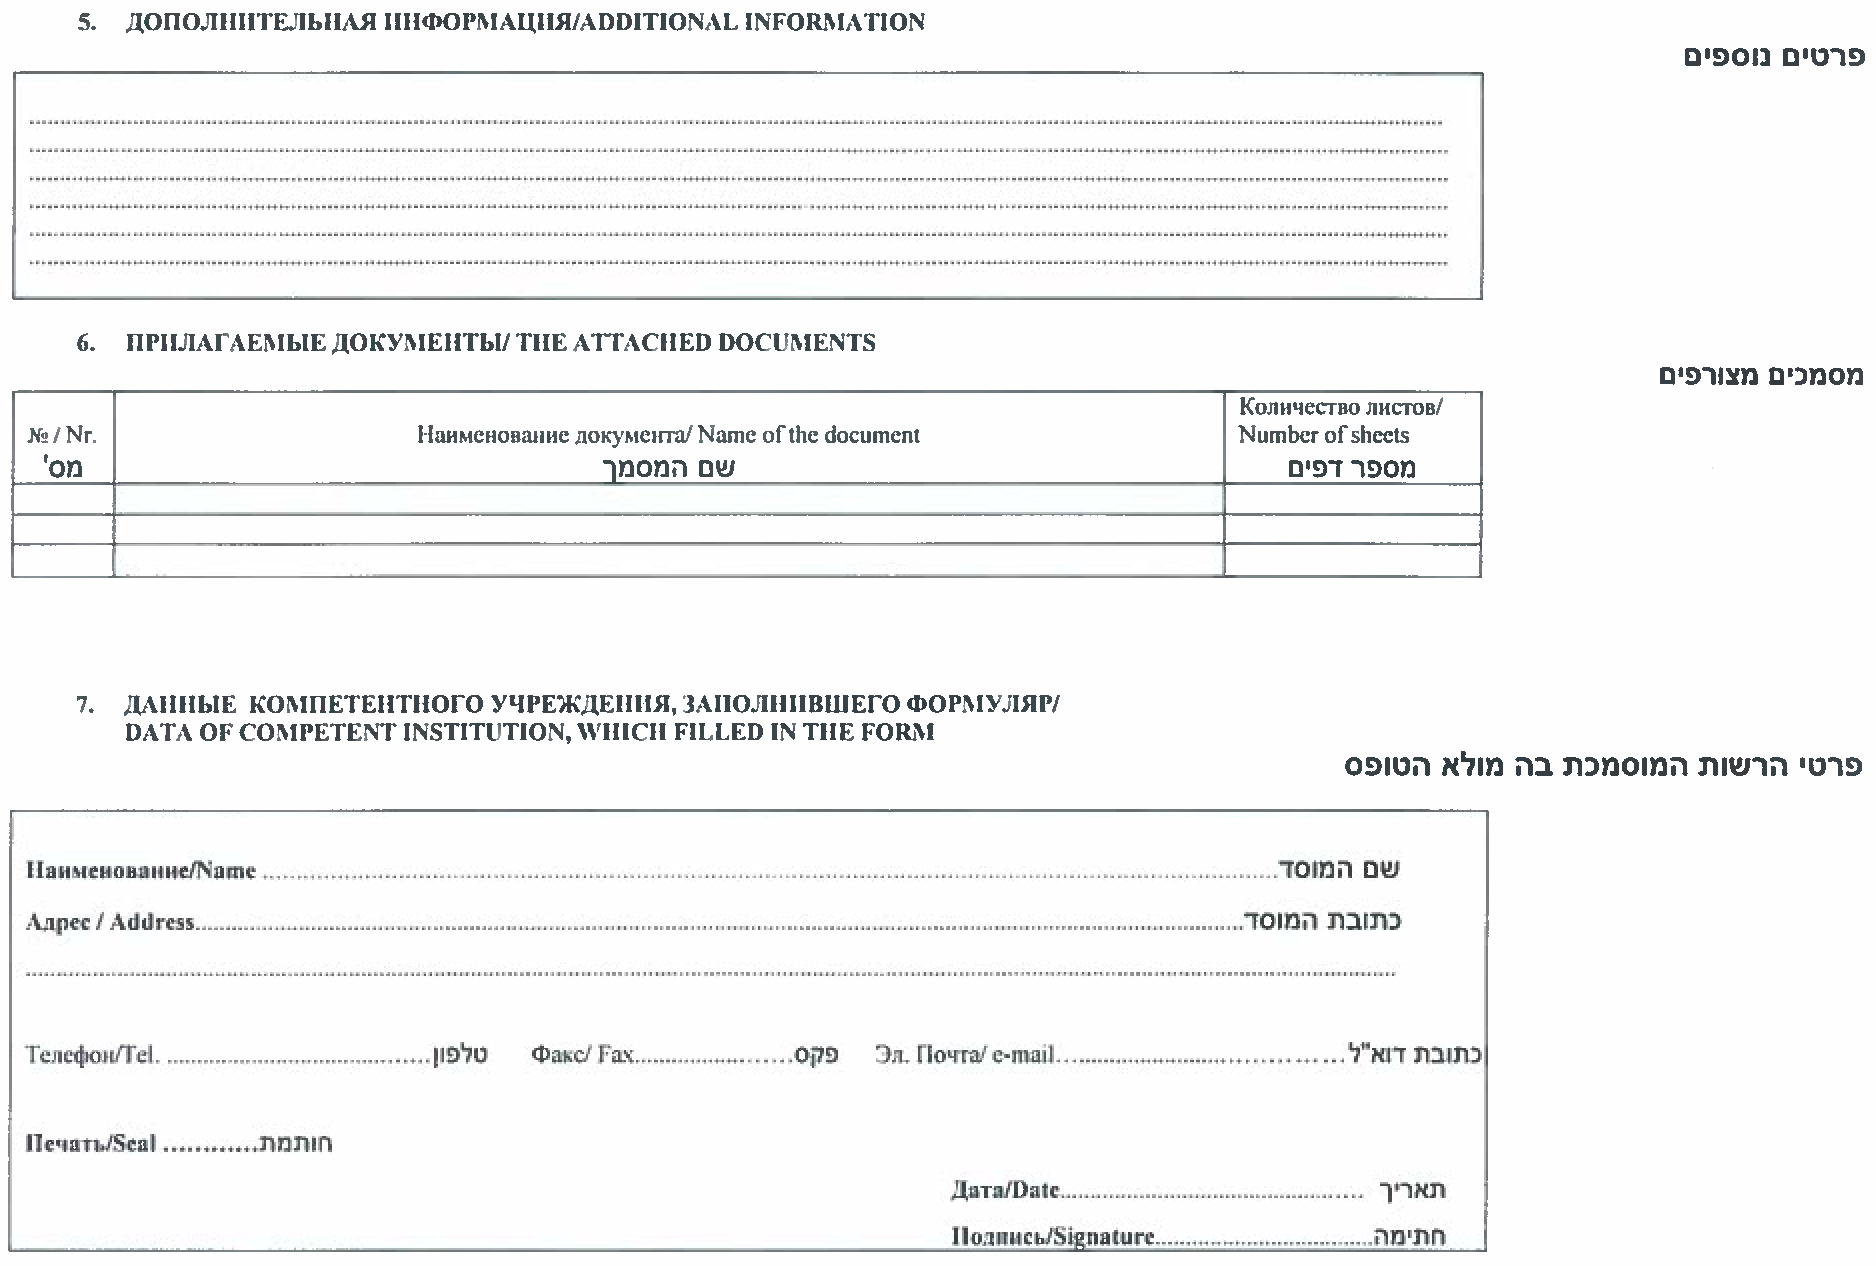 5. ДОПОЛНИТЕЛЬНАЯ ИНФОРМАЦИЯ/ADDITIONAL INFORMATION
פרטים נוספים
6. ПРИЛАГАЕМЫЕ ДОКУМЕНТЫ/ THE ATTACHED DOCUMENTS
מסמכים מצורפים
№ / Nr.
מס'
Наименование документа/ Name of the document
שם המסמך
Количество листов/
Number of sheets
מספר דפים
7. ДАННЫЕ КОМПЕТЕНТНОГО УЧРЕЖДЕНИЯ, ЗАПОЛНИВШЕГО ФОРМУЛЯР/
DATA OF COMPETENT INSTITUTION, WHICH FILLED IN THE FORM
פרטי הרשות המוסמכת בה מולא הטופס
Наименование/Name ........ שם המוסד
Адрес / Address........ כתובת המוסד
Телефон/Tel. ........ טלפון Факс/ Fax........ פקס Эл. Почта/ e-mail........ כתובת דוא"ל
Печать/Seal ............ חותמת
Дата/Date........ תאריך
Подпись/Signature........ חתימה